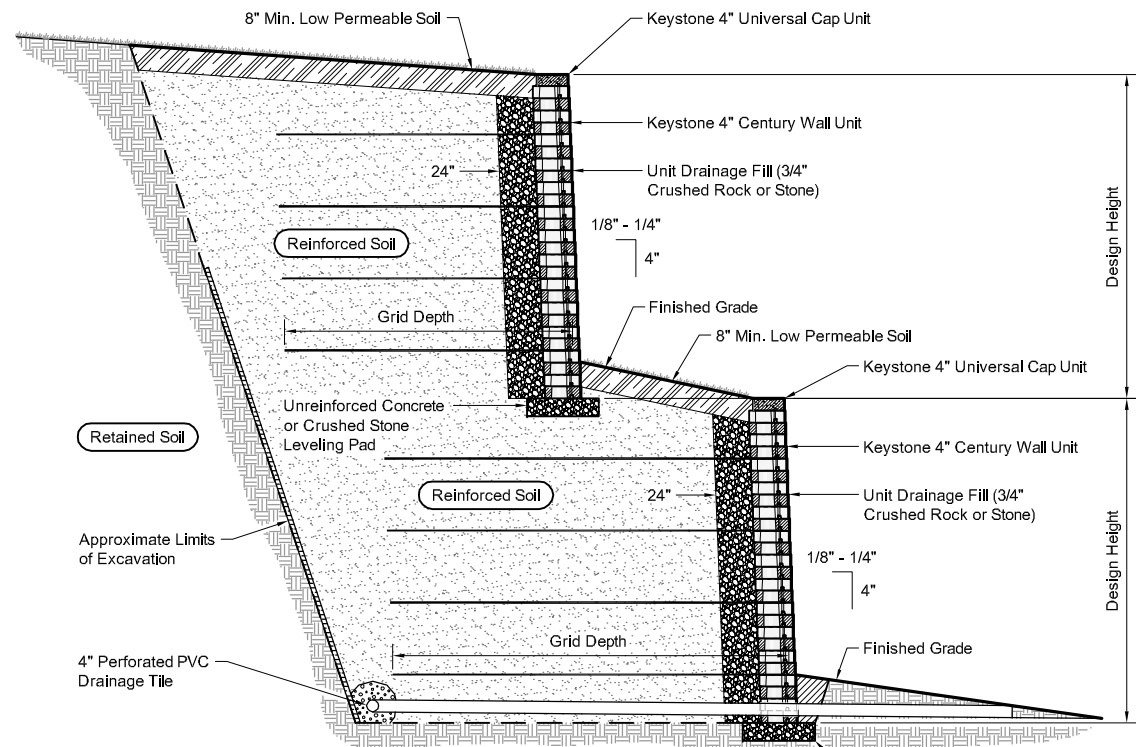 8" Min. Low Permeable Soil
Keystone 4" Universal Cap Unit
Keystone 4" Century Wall Unit
24"
Unit Drainage Fill (3/4"
Crushed Rock or Stone)
Design Height
Reinforced Soil
1/8" - 1/4"
4"
Finished Grade
Grid Depth
8" Min. Low Permeable Soil
Keystone 4" Universal Cap Unit
Unreinforced Concrete
or Crushed Stone
Leveling Pad
Retained Soil
Keystone 4" Century Wall Unit
Reinforced Soil
24"
Unit Drainage Fill (3/4"
Crushed Rock or Stone)
Approximate Limits
of Excavation
1/8" - 1/4"
4"
Design Height
Grid Depth
Finished Grade
4" Perforated PVC
Drainage Tile